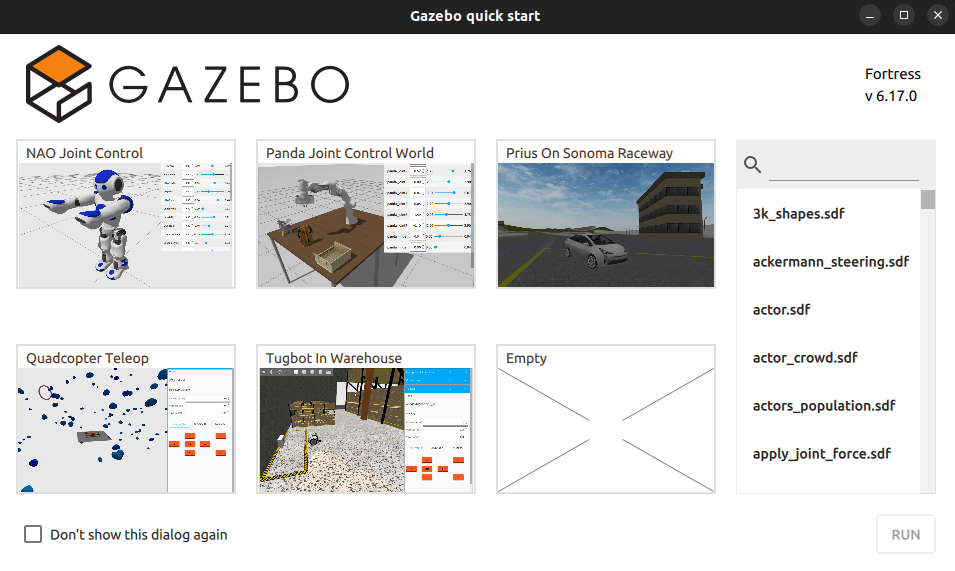 Gazebo quick start
GAZEBO
Fortress
v 6.17.0
NAO Joint Control
Panda Joint Control World
Prius On Sonoma Raceway
3k_shapes.sdf
ackermann_steering.sdf
actor.sdf
actor_crowd.sdf
actors_population.sdf
apply_joint_force.sdf
Quadcopter Teleop
Tugbot In Warehouse
Empty
Don't show this dialog again
RUN